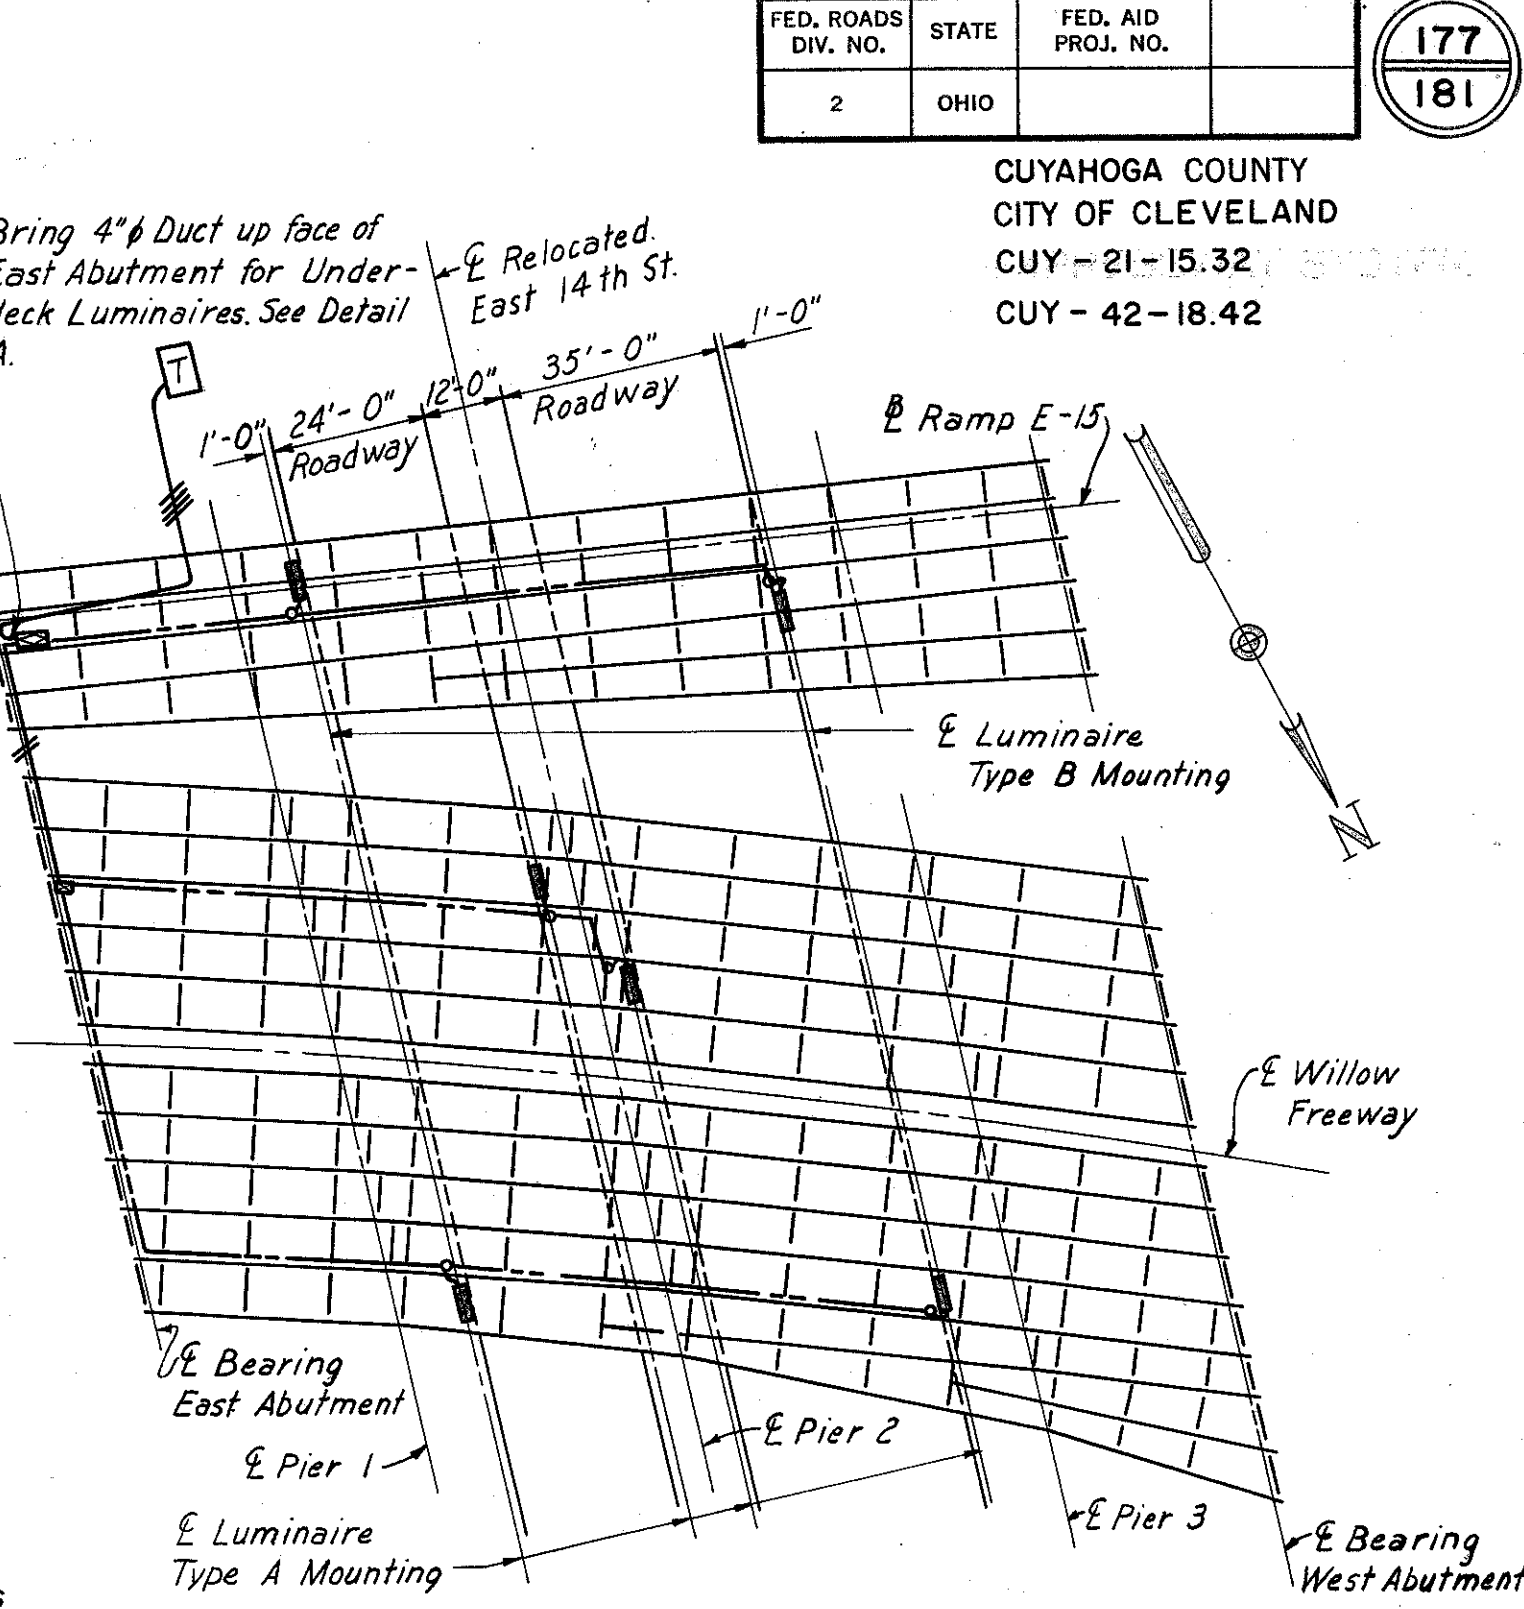 FED. ROADS DIV. NO.
STATE
FED. AID PROJ. NO.
2
OHIO
177
181
CUYAHOGA COUNTY
CITY OF CLEVELAND
CUY - 21 - 15.32
CUY - 42 - 18.42
4"ϕ Duct up face of
Abutment for Under-
Luminaires. See Detail
A.
℄ Relocated.
East 14th St.
T
1'-0"
24'-0"
Roadway
12'-0"
35'-0"
Roadway
1'-0"
Ramp E-15
N
℄ Luminaire
Type B Mounting
℄ Willow
Freeway
℄ Bearing
East Abutment
℄ Pier 1
℄ Pier 2
℄ Luminaire
Type A Mounting
℄ Pier 3
℄ Bearing
West Abutment